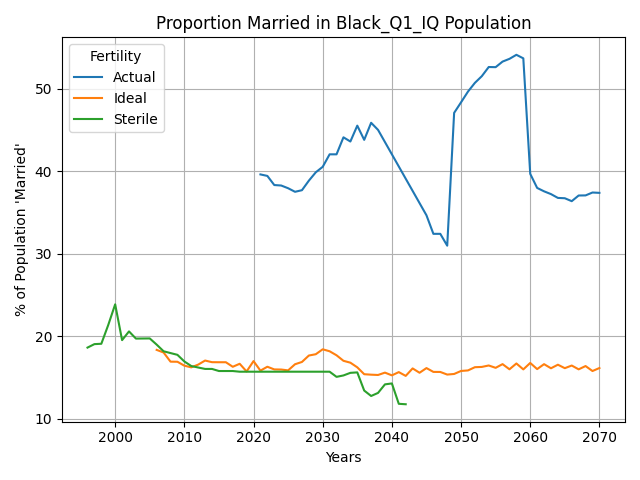 Proportion Married in Black_Q1_IQ Population
Fertility
Actual
Ideal
Sterile
% of Population 'Married'
50
40
30
20
10
2000
2010
2020
2030
2040
2050
2060
2070
Years